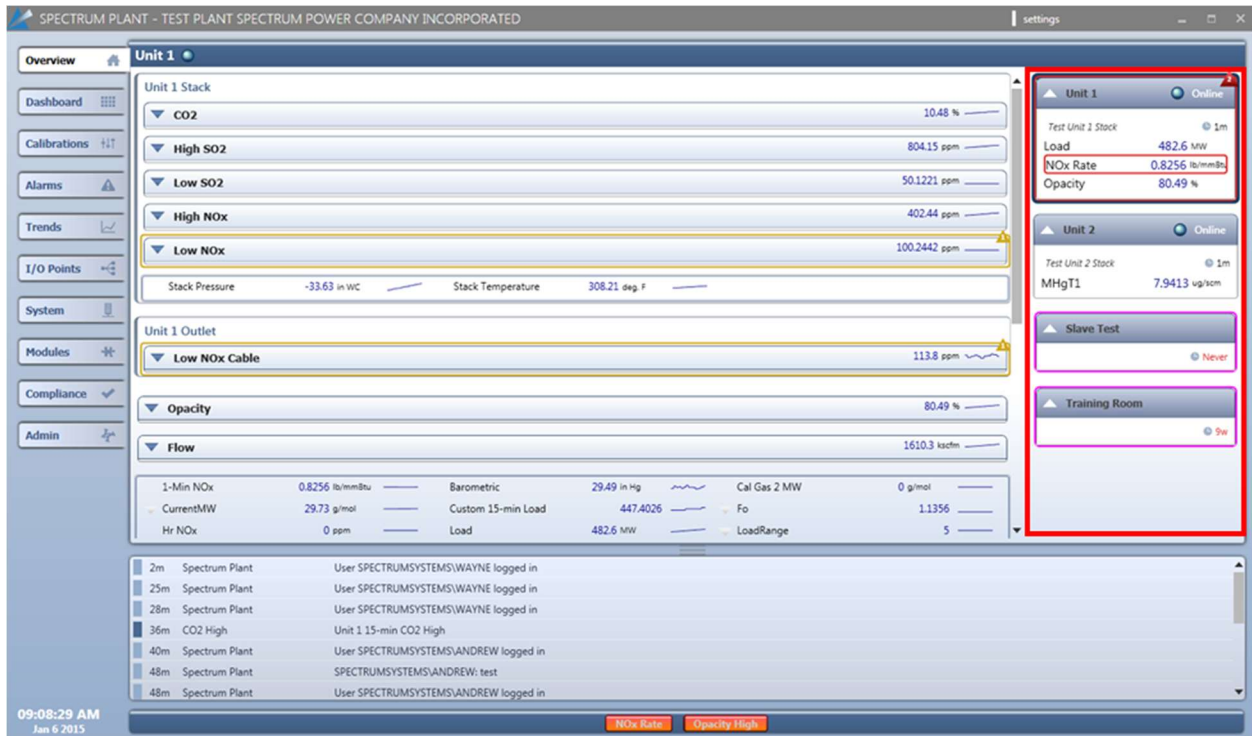 SPECTRUM PLANT - TEST PLANT SPECTRUM POWER COMPANY INCORPORATED
settings
Overview
Dashboard
Calibrations
Alarms
Trends
I/O Points
System
Modules
Compliance
Admin
09:08:29 AM
Jan 6 2015
Unit 1
Unit 1 Stack
CO2 10.48 %
High SO2 804.15 ppm
Low SO2 50.1221 ppm
High NOx 402.44 ppm
Low NOx 100.2442 ppm
Stack Pressure -33.63 in WC Stack Temperature 308.21 deg. F
Unit 1 Outlet
Low NOx Cable 113.8 ppm
Opacity 80.49 %
Flow 1610.3 kscfm
1-Min NOx 0.8256 lb/mmBtu Barometric 29.49 in Hg Cal Gas 2 MW 0 g/mol
CurrentMW 29.73 g/mol Custom 15-min Load 447.4026 Fo 1.1356
Hr NOx 0 ppm Load 482.6 MW LoadRange 5
2
Unit 1 Online
Test Unit 1 Stack 1m
Load 482.6 MW
NOx Rate 0.8256 lb/mmBtu
Opacity 80.49 %
Unit 2 Online
Test Unit 2 Stack 1m
MHgT1 7.9413 ug/scm
Slave Test
Never
Training Room
9w
2m Spectrum Plant User SPECTRUMSYSTEMS\WAYNE logged in
25m Spectrum Plant User SPECTRUMSYSTEMS\WAYNE logged in
28m Spectrum Plant User SPECTRUMSYSTEMS\WAYNE logged in
36m CO2 High Unit 1 15-min CO2 High
40m Spectrum Plant User SPECTRUMSYSTEMS\ANDREW logged in
48m Spectrum Plant SPECTRUMSYSTEMS\ANDREW: test
48m Spectrum Plant User SPECTRUMSYSTEMS\ANDREW logged in
NOx Rate Opacity High